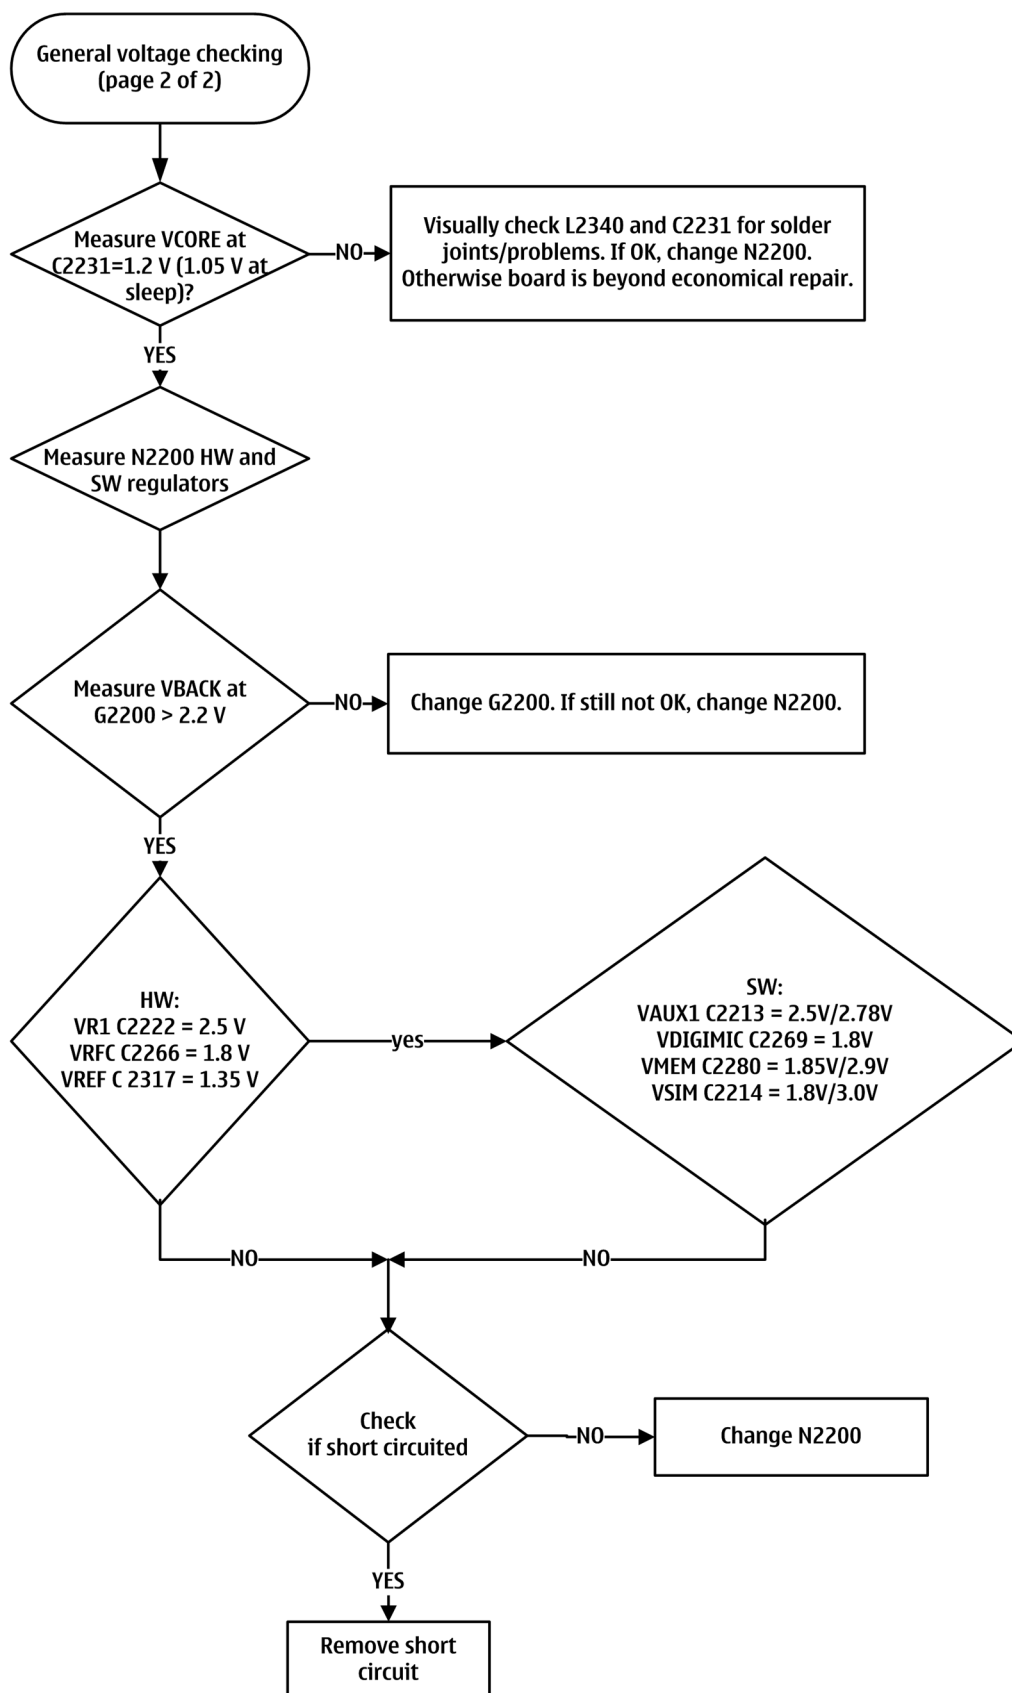 General voltage checking
(page 2 of 2)
Measure VCORE at
C2231=1.2 V (1.05 V at
sleep)?
NO
Visually check L2340 and C2231 for solder
joints/problems. If OK, change N2200.
Otherwise board is beyond economical repair.
YES
Measure N2200 HW and
SW regulators
Measure VBACK at
G2200 > 2.2 V
NO
Change G2200. If still not OK, change N2200.
YES
HW:
VR1 C2222 = 2.5 V
VRFC C2266 = 1.8 V
VREF C 2317 = 1.35 V
yes
SW:
VAUX1 C2213 = 2.5V/2.78V
VDIGIMIC C2269 = 1.8V
VMEM C2280 = 1.85V/2.9V
VSIM C2214 = 1.8V/3.0V
NO
NO
Check
if short circuited
NO
Change N2200
YES
Remove short
circuit